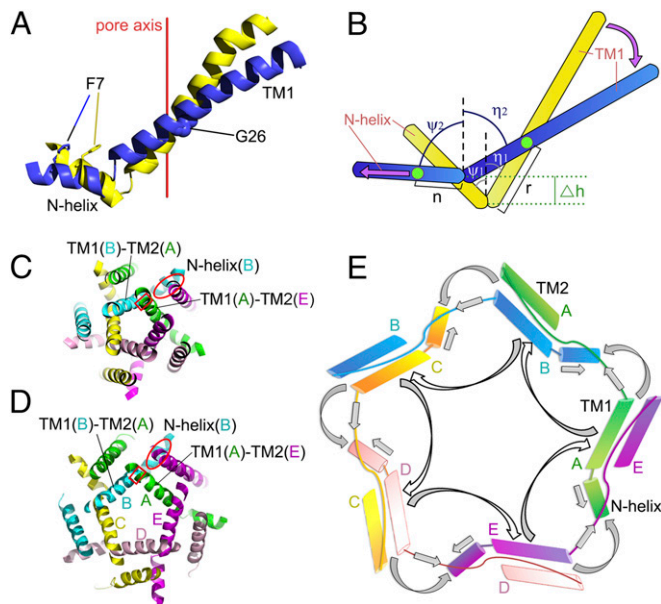 A
pore axis
F7
TM1
G26
N-helix
B
TM1
N-helix
ψ2
η2
ψ1
η1
n
r
△h
C
TM1(B)-TM2(A)
N-helix(B)
TM1(A)-TM2(E)
D
TM1(B)-TM2(A)
N-helix(B)
TM1(A)-TM2(E)
B
A
C
E
D
E
TM2
A
B
B
C
TM1
A
E
D
C
N-helix
E
D